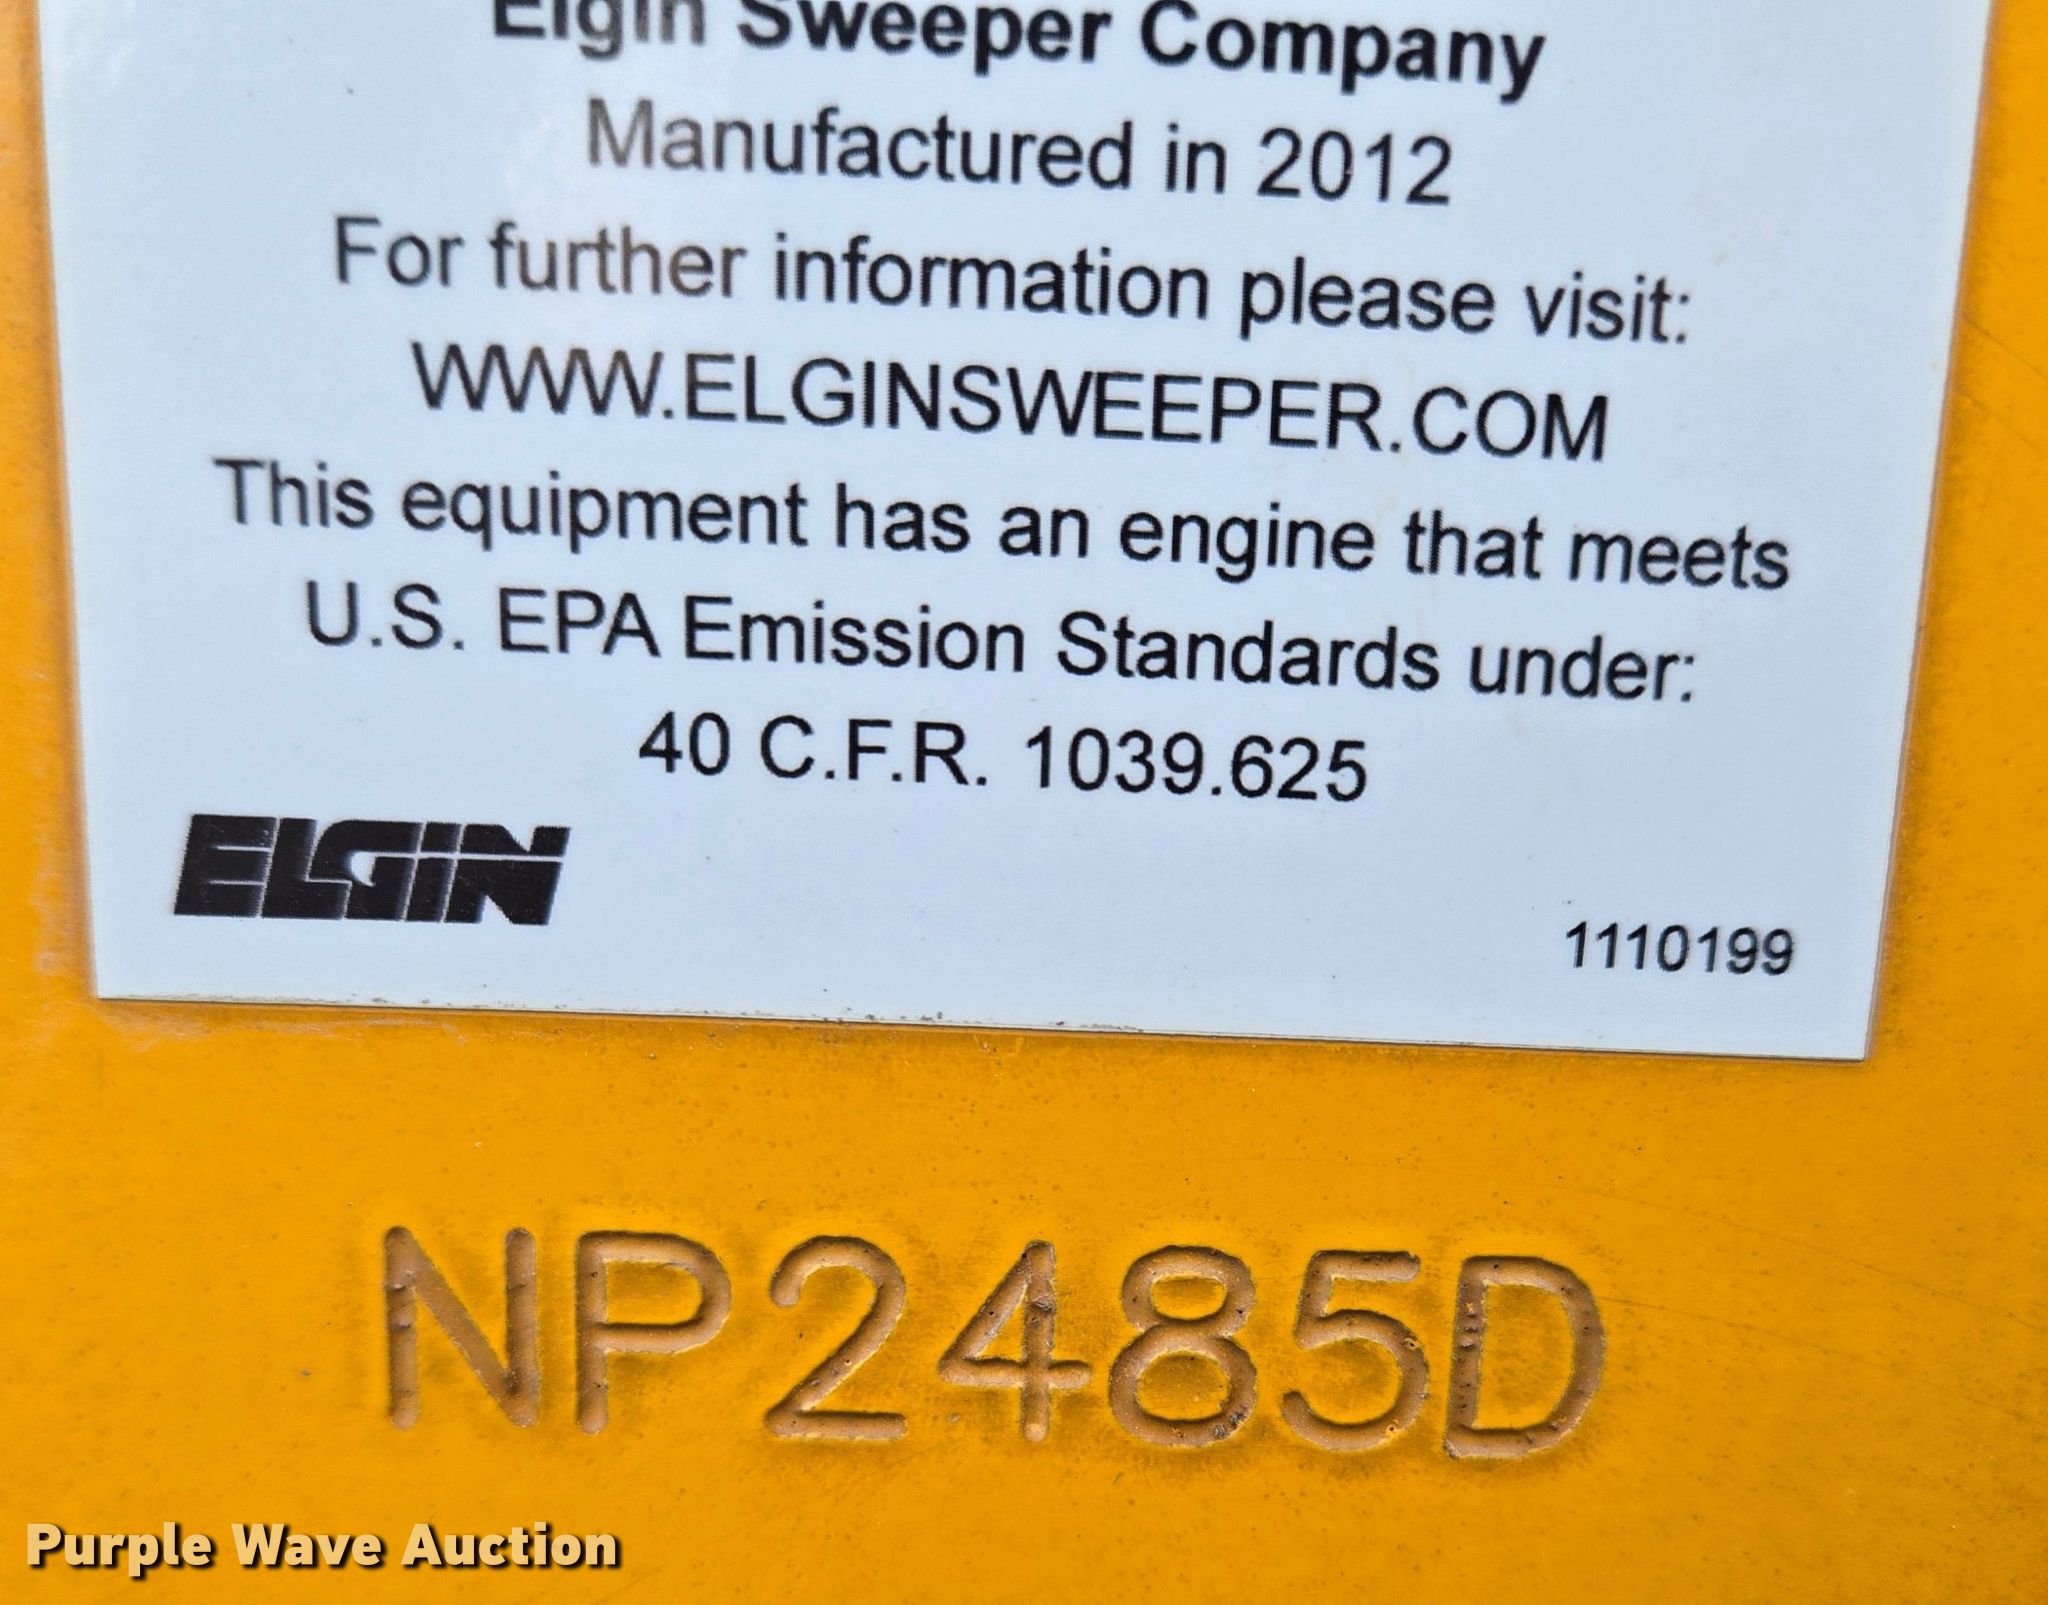 Elgin Sweeper Company
Manufactured in 2012
For further information please visit:
WWW.ELGINSWEEPER.COM
This equipment has an engine that meets
U.S. EPA Emission Standards under:
40 C.F.R. 1039.625
ELGIN
1110199
NP2485D
Purple Wave Auction